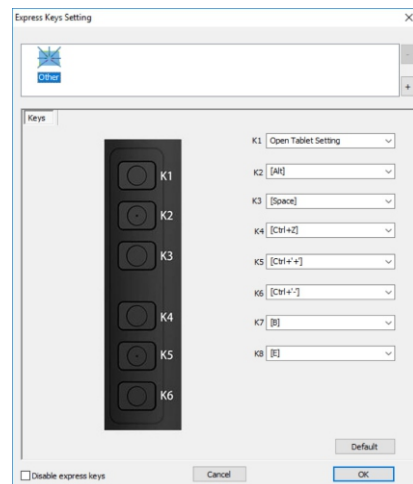 Express Keys Setting
Other
+
Keys
K1
K2
K3
K4
K5
K6
K1 Open Tablet Setting
K2 [Alt]
K3 [Space]
K4 [Ctrl+Z]
K5 [Ctrl+'+']
K6 [Ctrl+'-']
K7 [B]
K8 [E]
Default
Disable express keys
Cancel
OK